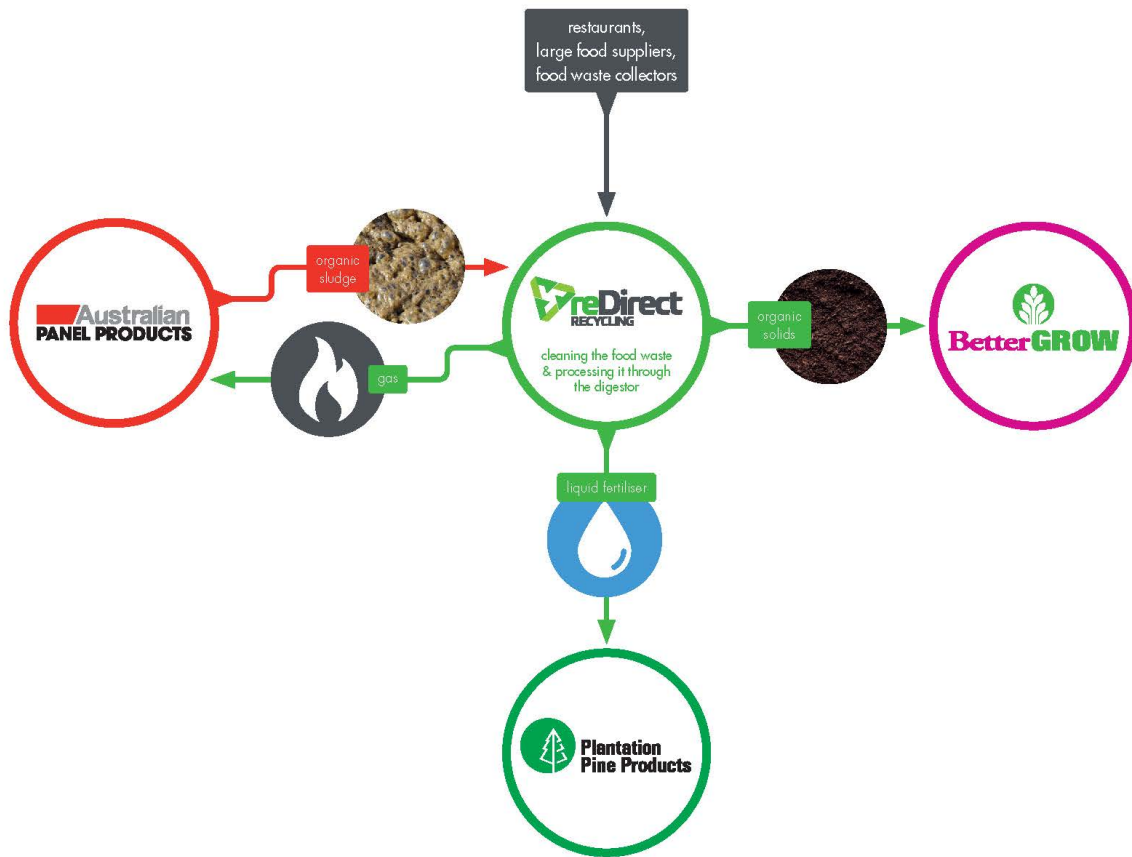 restaurants,
large food suppliers,
food waste collectors
organic
sludge
Australian
PANEL PRODUCTS
gas
reDirect
RECYCLING
cleaning the food waste
& processing it through
the digestor
organic
solids
BetterGROW
liquid fertiliser
Plantation
Pine Products